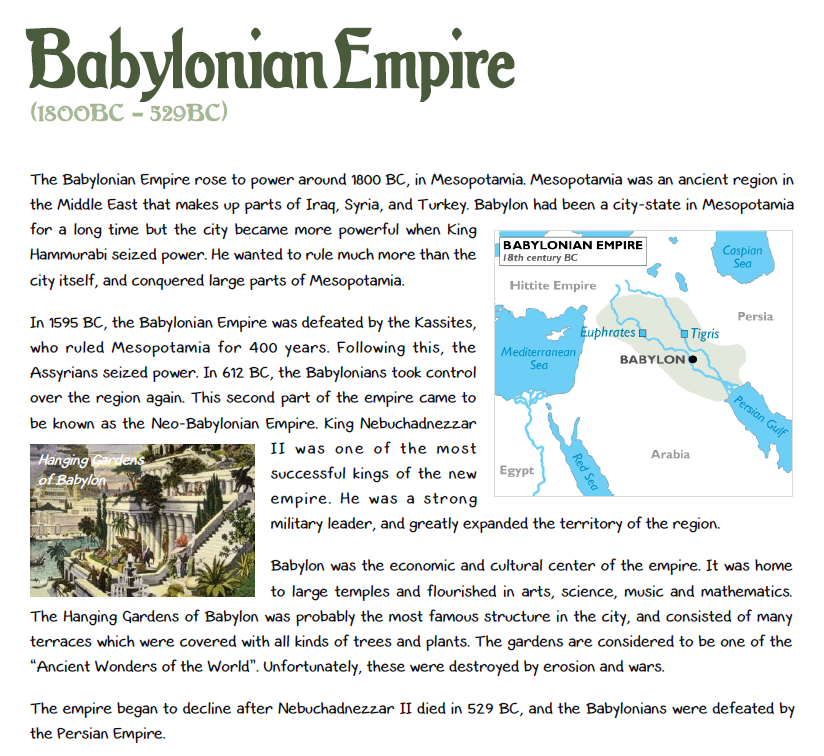 Babylonian Empire
(1800BC – 529BC)
The Babylonian Empire rose to power around 1800 BC, in Mesopotamia. Mesopotamia was an ancient region in
the Middle East that makes up parts of Iraq, Syria, and Turkey. Babylon had been a city-state in Mesopotamia
for a long time but the city became more powerful when King
Hammurabi seized power. He wanted to rule much more than the
city itself, and conquered large parts of Mesopotamia.
In 1595 BC, the Babylonian Empire was defeated by the Kassites,
who ruled Mesopotamia for 400 years. Following this, the
Assyrians seized power. In 612 BC, the Babylonians took control
over the region again. This second part of the empire came to
be known as the Neo-Babylonian Empire. King Nebuchadnezzar
II was one of the most
successful kings of the new
empire. He was a strong
military leader, and greatly expanded the territory of the region.
BABYLONIAN EMPIRE
18th century BC
Caspian
Sea
Hittite Empire
Persia
Euphrates
Tigris
Mediterranean
Sea
BABYLON
Persian Gulf
Arabia
Egypt
Red Sea
Hanging Gardens
of Babylon
Babylon was the economic and cultural center of the empire. It was home
to large temples and flourished in arts, science, music and mathematics.
The Hanging Gardens of Babylon was probably the most famous structure in the city, and consisted of many
terraces which were covered with all kinds of trees and plants. The gardens are considered to be one of the
“Ancient Wonders of the World”. Unfortunately, these were destroyed by erosion and wars.
The empire began to decline after Nebuchadnezzar II died in 529 BC, and the Babylonians were defeated by
the Persian Empire.